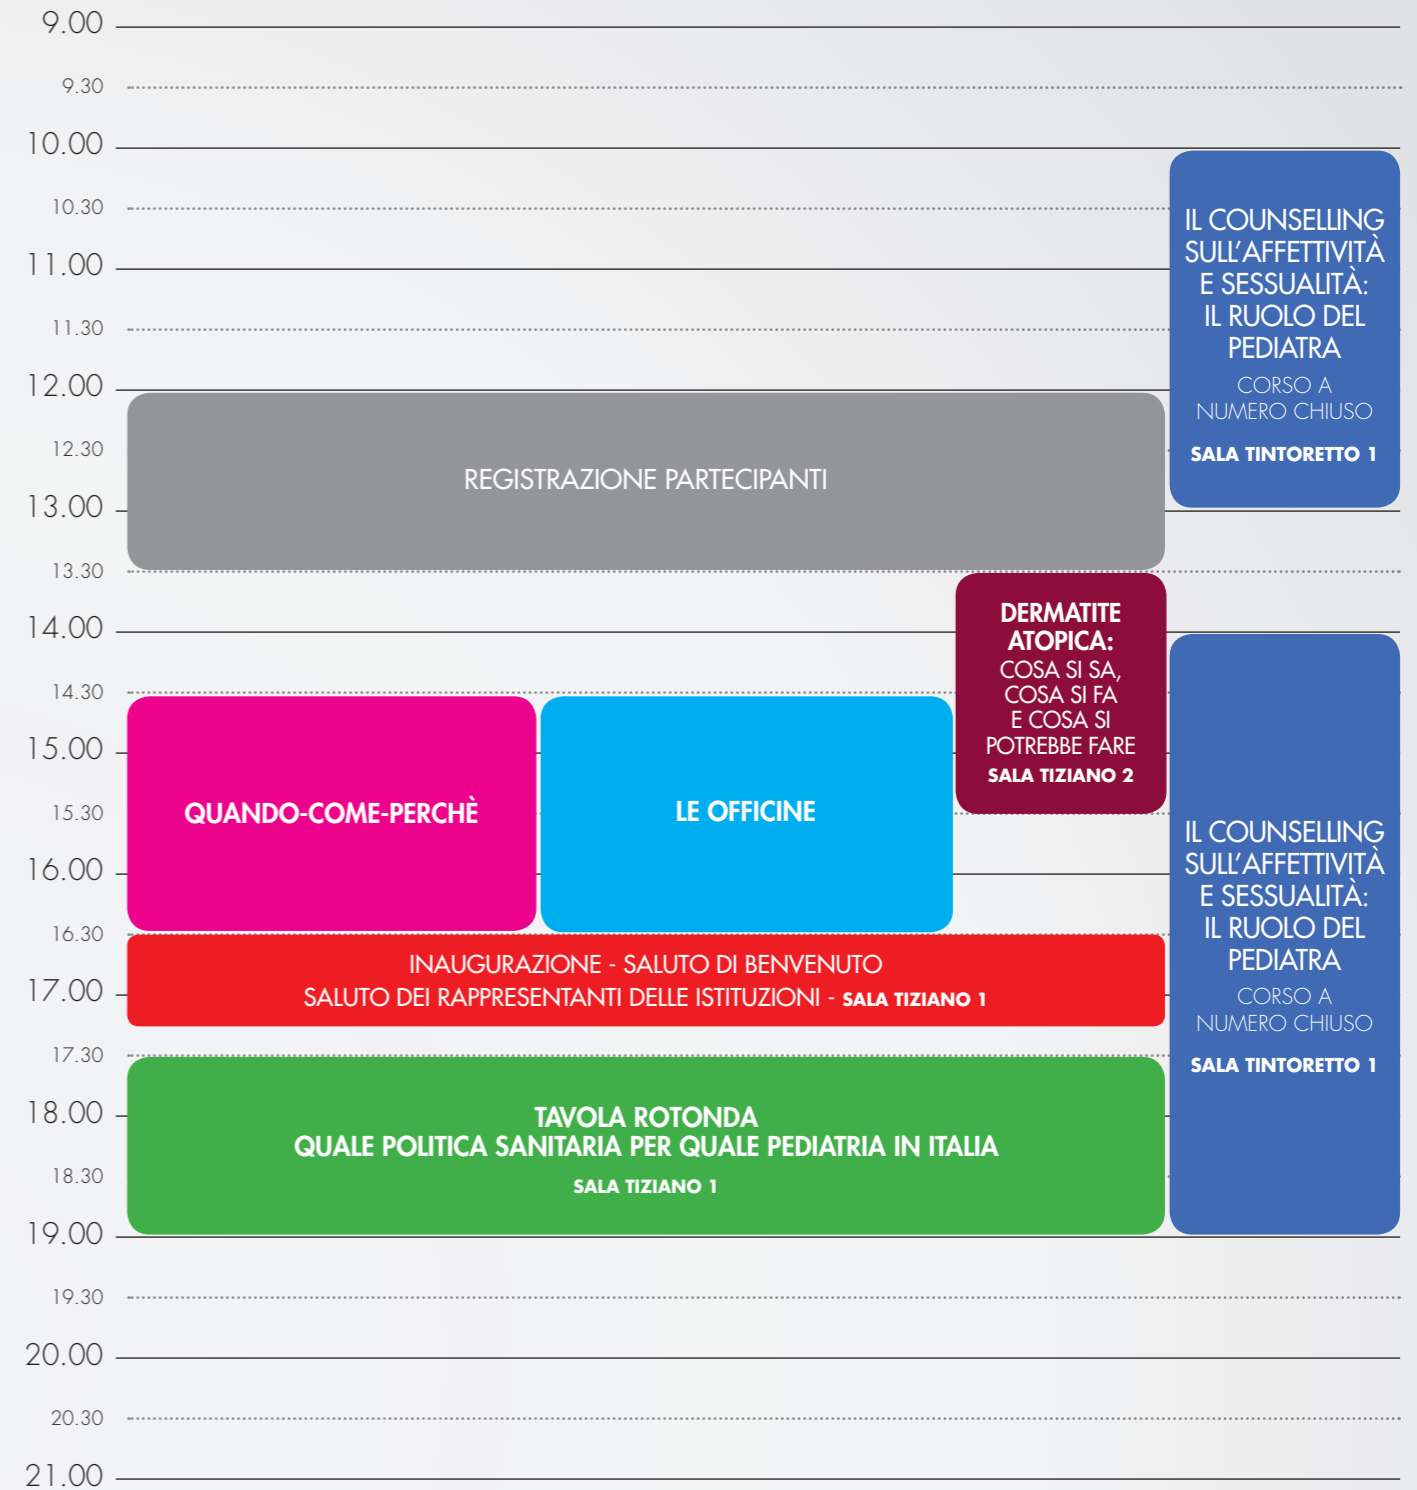 9.00
9.30
10.00
10.30
11.00
11.30
12.00
12.30
13.00
13.30
14.00
14.30
15.00
15.30
16.00
16.30
17.00
17.30
18.00
18.30
19.00
19.30
20.00
20.30
21.00
IL COUNSELLING
SULL'AFFETTIVITÀ
E SESSUALITÀ:
IL RUOLO DEL
PEDIATRA
CORSO A
NUMERO CHIUSO
SALA TINTORETTO 1
REGISTRAZIONE PARTECIPANTI
DERMATITE
ATOPICA:
COSA SI SA,
COSA SI FA
E COSA SI
POTREBBE FARE
SALA TIZIANO 2
QUANDO-COME-PERCHÈ
LE OFFICINE
IL COUNSELLING
SULL'AFFETTIVITÀ
E SESSUALITÀ:
IL RUOLO DEL
PEDIATRA
CORSO A
NUMERO CHIUSO
SALA TINTORETTO 1
INAUGURAZIONE - SALUTO DI BENVENUTO
SALUTO DEI RAPPRESENTANTI DELLE ISTITUZIONI - SALA TIZIANO 1
TAVOLA ROTONDA
QUALE POLITICA SANITARIA PER QUALE PEDIATRIA IN ITALIA
SALA TIZIANO 1